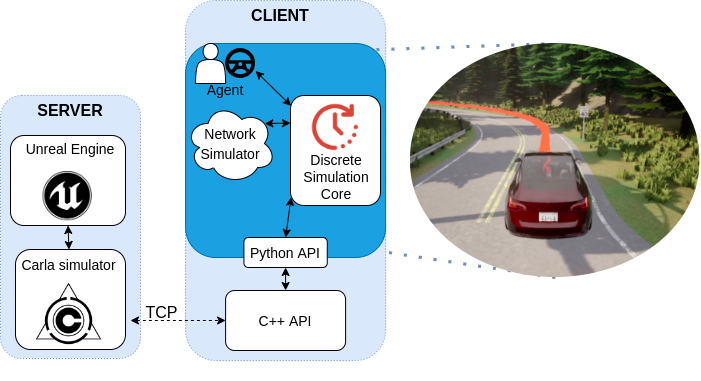 CLIENT
Agent
Network
Simulator
Discrete
Simulation
Core
Python API
C++ API
TCP
SERVER
Unreal Engine
Carla simulator